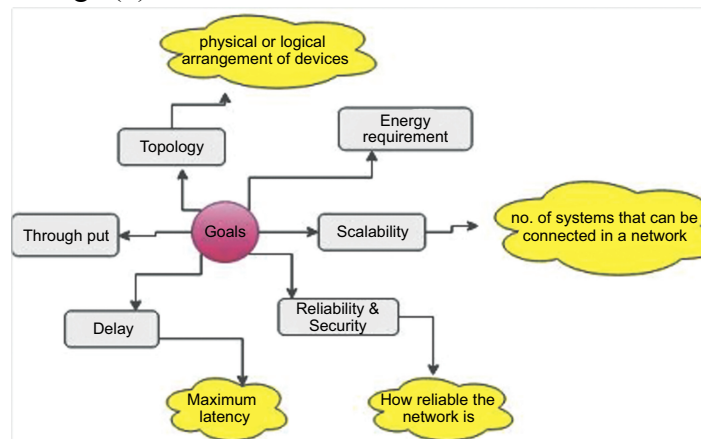 physical or logical
arrangement of devices
Energy
requirement
Topology
no. of systems that can be
connected in a network
Through put
Goals
Scalability
Reliability &
Security
Delay
Maximum
latency
How reliable the
network is